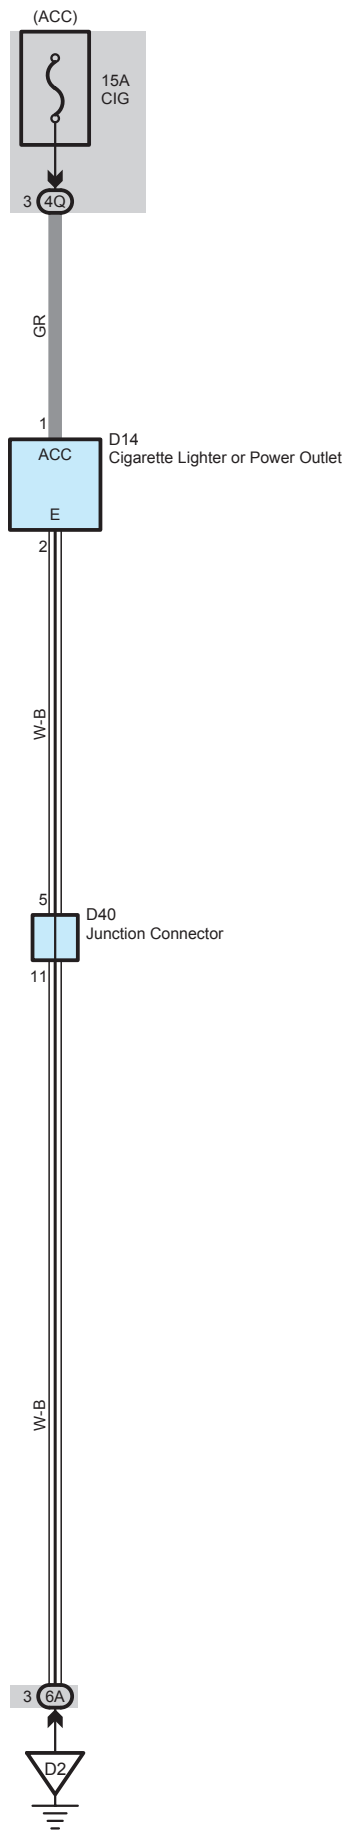 (ACC)
15A
CIG
3 4Q
GR
1
D14
ACC
Cigarette Lighter or Power Outlet
E
2
W-B
5
D40
Junction Connector
11
W-B
3 6A
D2